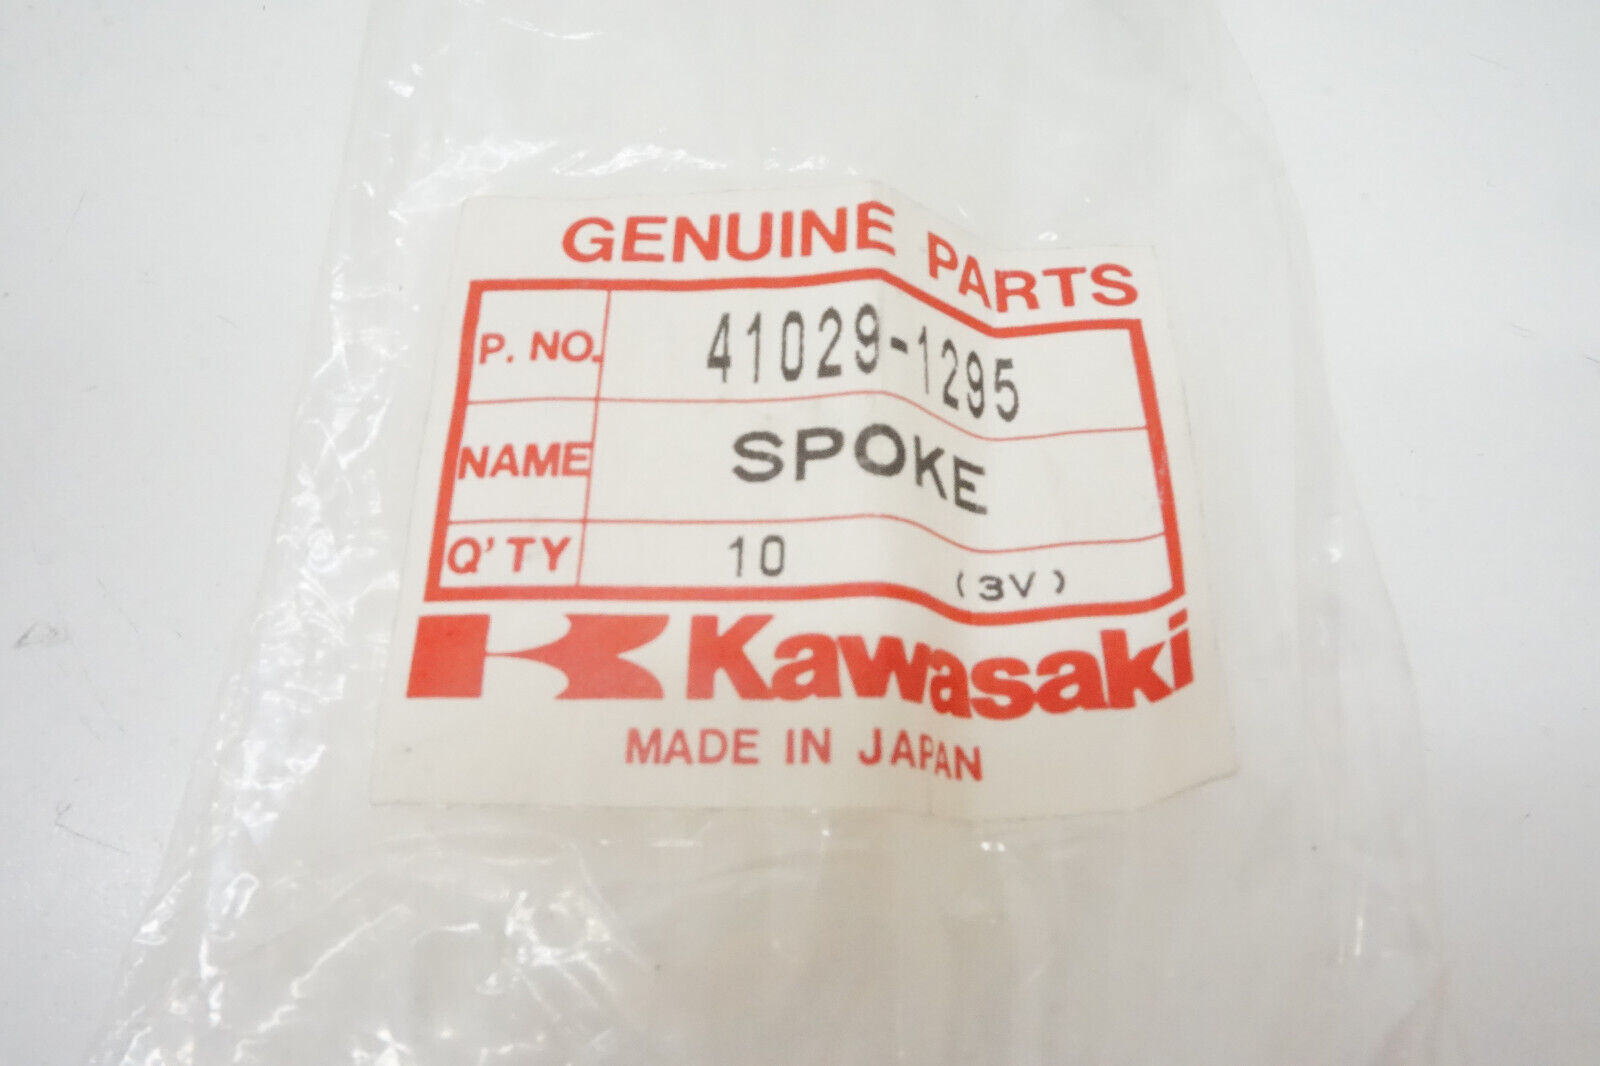 GENUINE PARTS
P. NO. 41029-1295
NAME SPOKE
Q'TY 10 (3V)
Kawasaki
MADE IN JAPAN